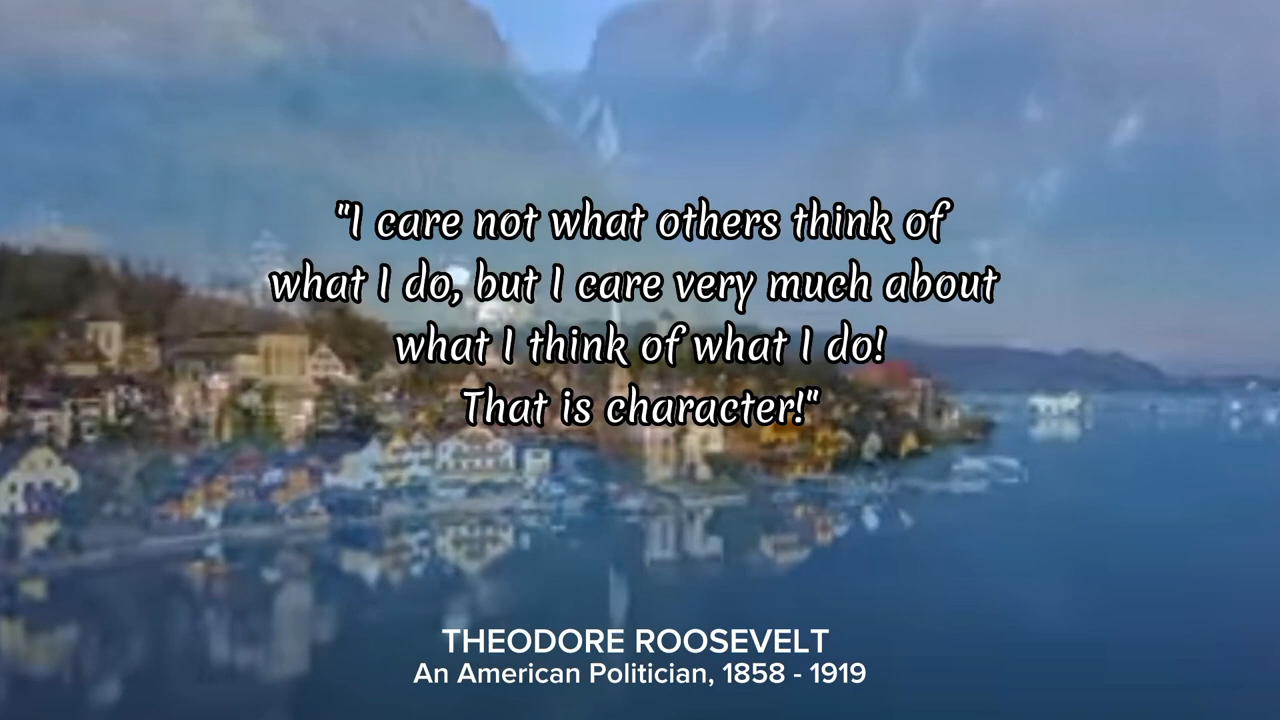 "I care not what others think of
what I do, but I care very much about
what I think of what I do!
That is character!"
THEODORE ROOSEVELT
An American Politician, 1858 - 1919